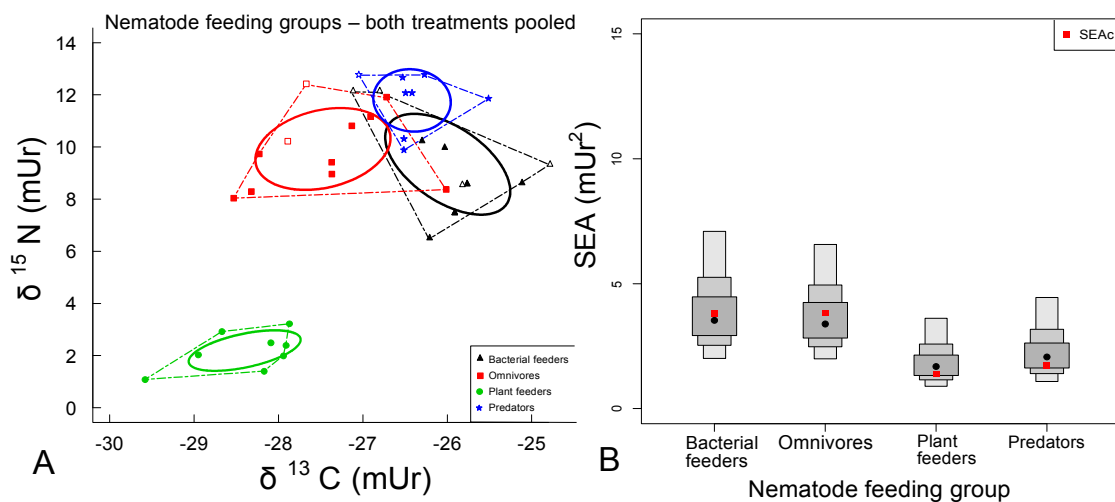 Nematode feeding groups – both treatments pooled
14
12
10
8
6
4
2
0
δ ¹⁵ N (mUr)
-30
-29
-28
-27
-26
-25
δ ¹³ C (mUr)
Bacterial feeders
Omnivores
Plant feeders
Predators
A
SEAc
15
10
5
0
SEA (mUr²)
Bacterial
feeders
Omnivores
Plant
feeders
Predators
Nematode feeding group
B